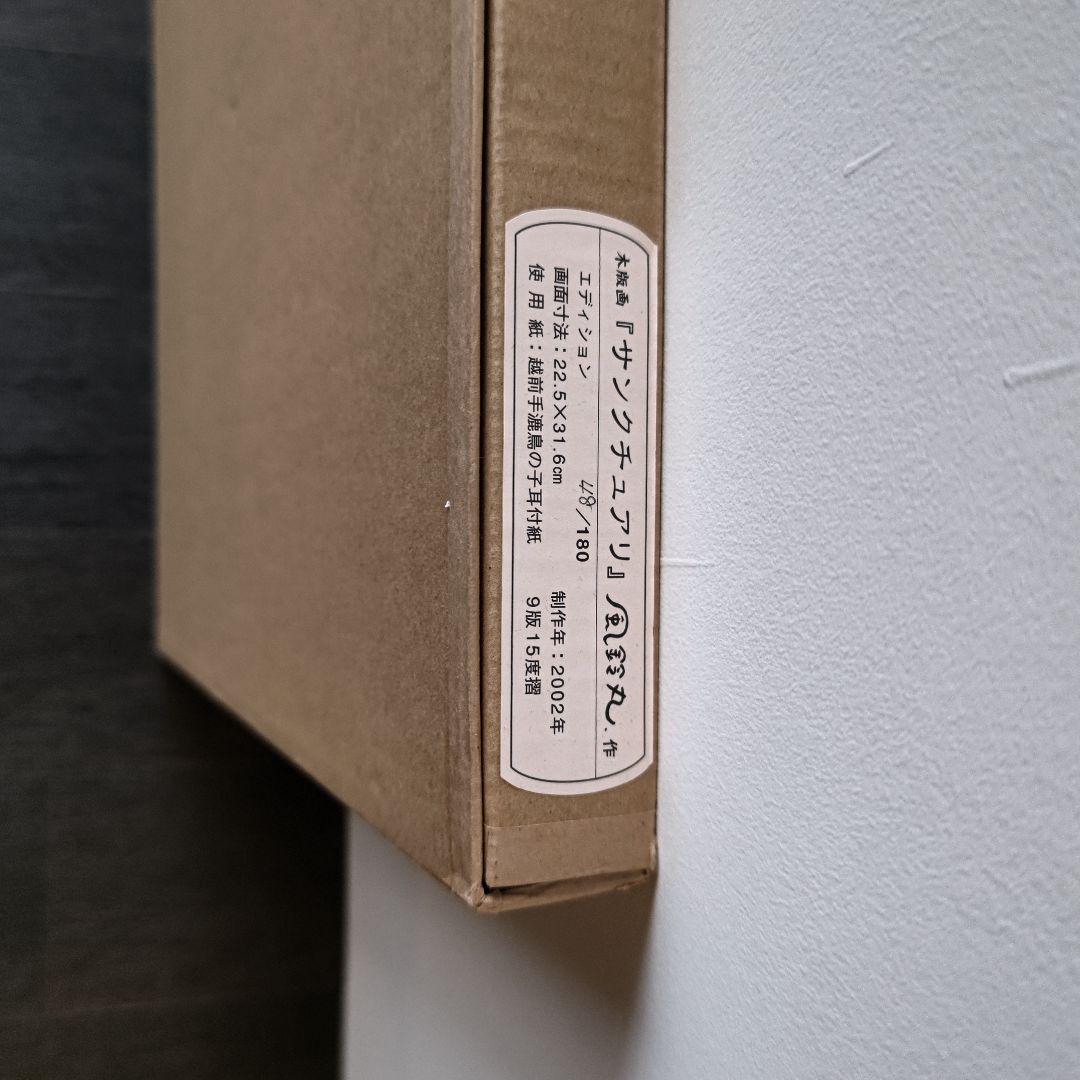 木版画『サンクチュアリ』風鈴丸.作
エディション 48/180
画面寸法：22.5×31.6㎝ 制作年：2002年
使用紙：越前手漉鳥の子耳付紙 9版15度摺